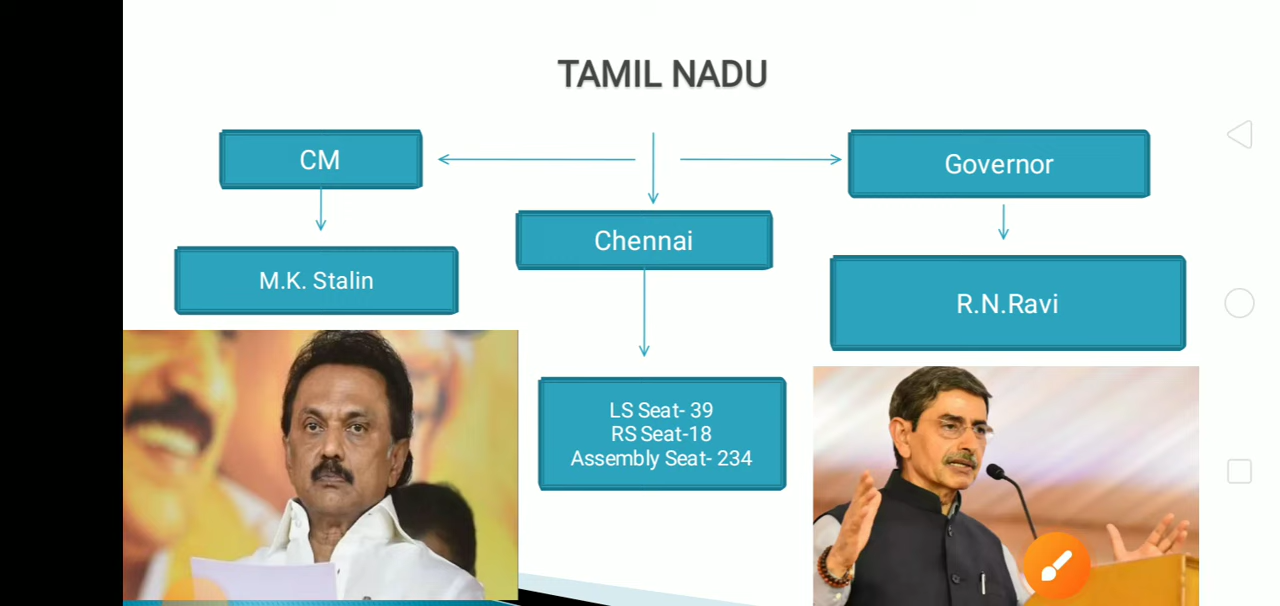 TAMIL NADU
CM
Governor
Chennai
M.K. Stalin
R.N.Ravi
LS Seat- 39
RS Seat-18
Assembly Seat- 234